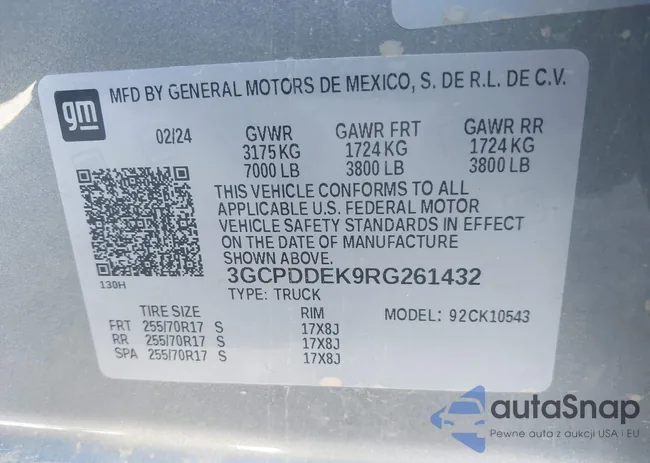 gm
MFD BY GENERAL MOTORS DE MEXICO, S. DE R.L. DE C.V.
02/24 GVWR GAWR FRT GAWR RR
3175 KG 1724 KG 1724 KG
7000 LB 3800 LB 3800 LB
THIS VEHICLE CONFORMS TO ALL
APPLICABLE U.S. FEDERAL MOTOR
VEHICLE SAFETY STANDARDS IN EFFECT
ON THE DATE OF MANUFACTURE
SHOWN ABOVE.
130H
3GCPDDEK9RG261432
TYPE: TRUCK
TIRE SIZE RIM MODEL: 92CK10543
FRT 255/70R17 S 17X8J
RR 255/70R17 S 17X8J
SPA 255/70R17 S 17X8J
autaSnap
Pewne auta z aukcji USA i EU